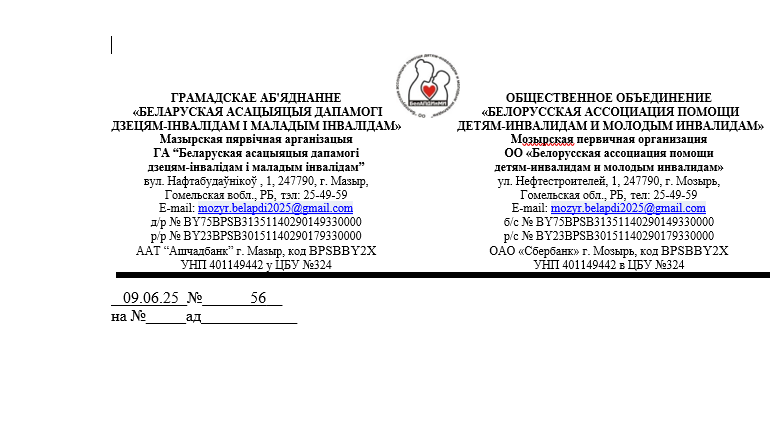 ГРАМАДСКАЕ АБ'ЯДНАННЕ
«БЕЛАРУСКАЯ АСАЦЫЯЦЫЯ ДАПАМОГІ
ДЗЕЦЯМ-ІНВАЛІДАМ І МАЛАДЫМ ІНВАЛІДАМ»
Мазырская пярвічная арганізацыя
ГА “Беларуская асацыяцыя дапамогі
дзецям-інвалідам і маладым інвалідам”
вул. Нафтабудаўнікоў , 1, 247790, г. Мазыр,
Гомельская вобл., РБ, тэл: 25-49-59
E-mail: mozyr.belapdi2025@gmail.com
д/р № BY75BPSB31351140290149330000
р/р № BY23BPSB30151140290179330000
ААТ “Ашчадбанк” г. Мазыр, код BPSBBY2X
УНП 401149442 у ЦБУ №324
ОБЩЕСТВЕННОЕ ОБЪЕДИНЕНИЕ
«БЕЛОРУССКАЯ АССОЦИАЦИЯ ПОМОЩИ
ДЕТЯМ-ИНВАЛИДАМ И МОЛОДЫМ ИНВАЛИДАМ»
Мозырская первичная организация
ОО «Белорусская ассоциация помощи
детям-инвалидам и молодым инвалидам»
ул. Нефтестроителей, 1, 247790, г. Мозырь,
Гомельская обл., РБ, тел: 25-49-59
E-mail: mozyr.belapdi2025@gmail.com
б/с № BY75BPSB31351140290149330000
р/с № BY23BPSB30151140290179330000
ОАО «Сбербанк» г. Мозырь, код BPSBBY2X
УНП 401149442 в ЦБУ №324
09.06.25 №______56__
на №_____ад____________